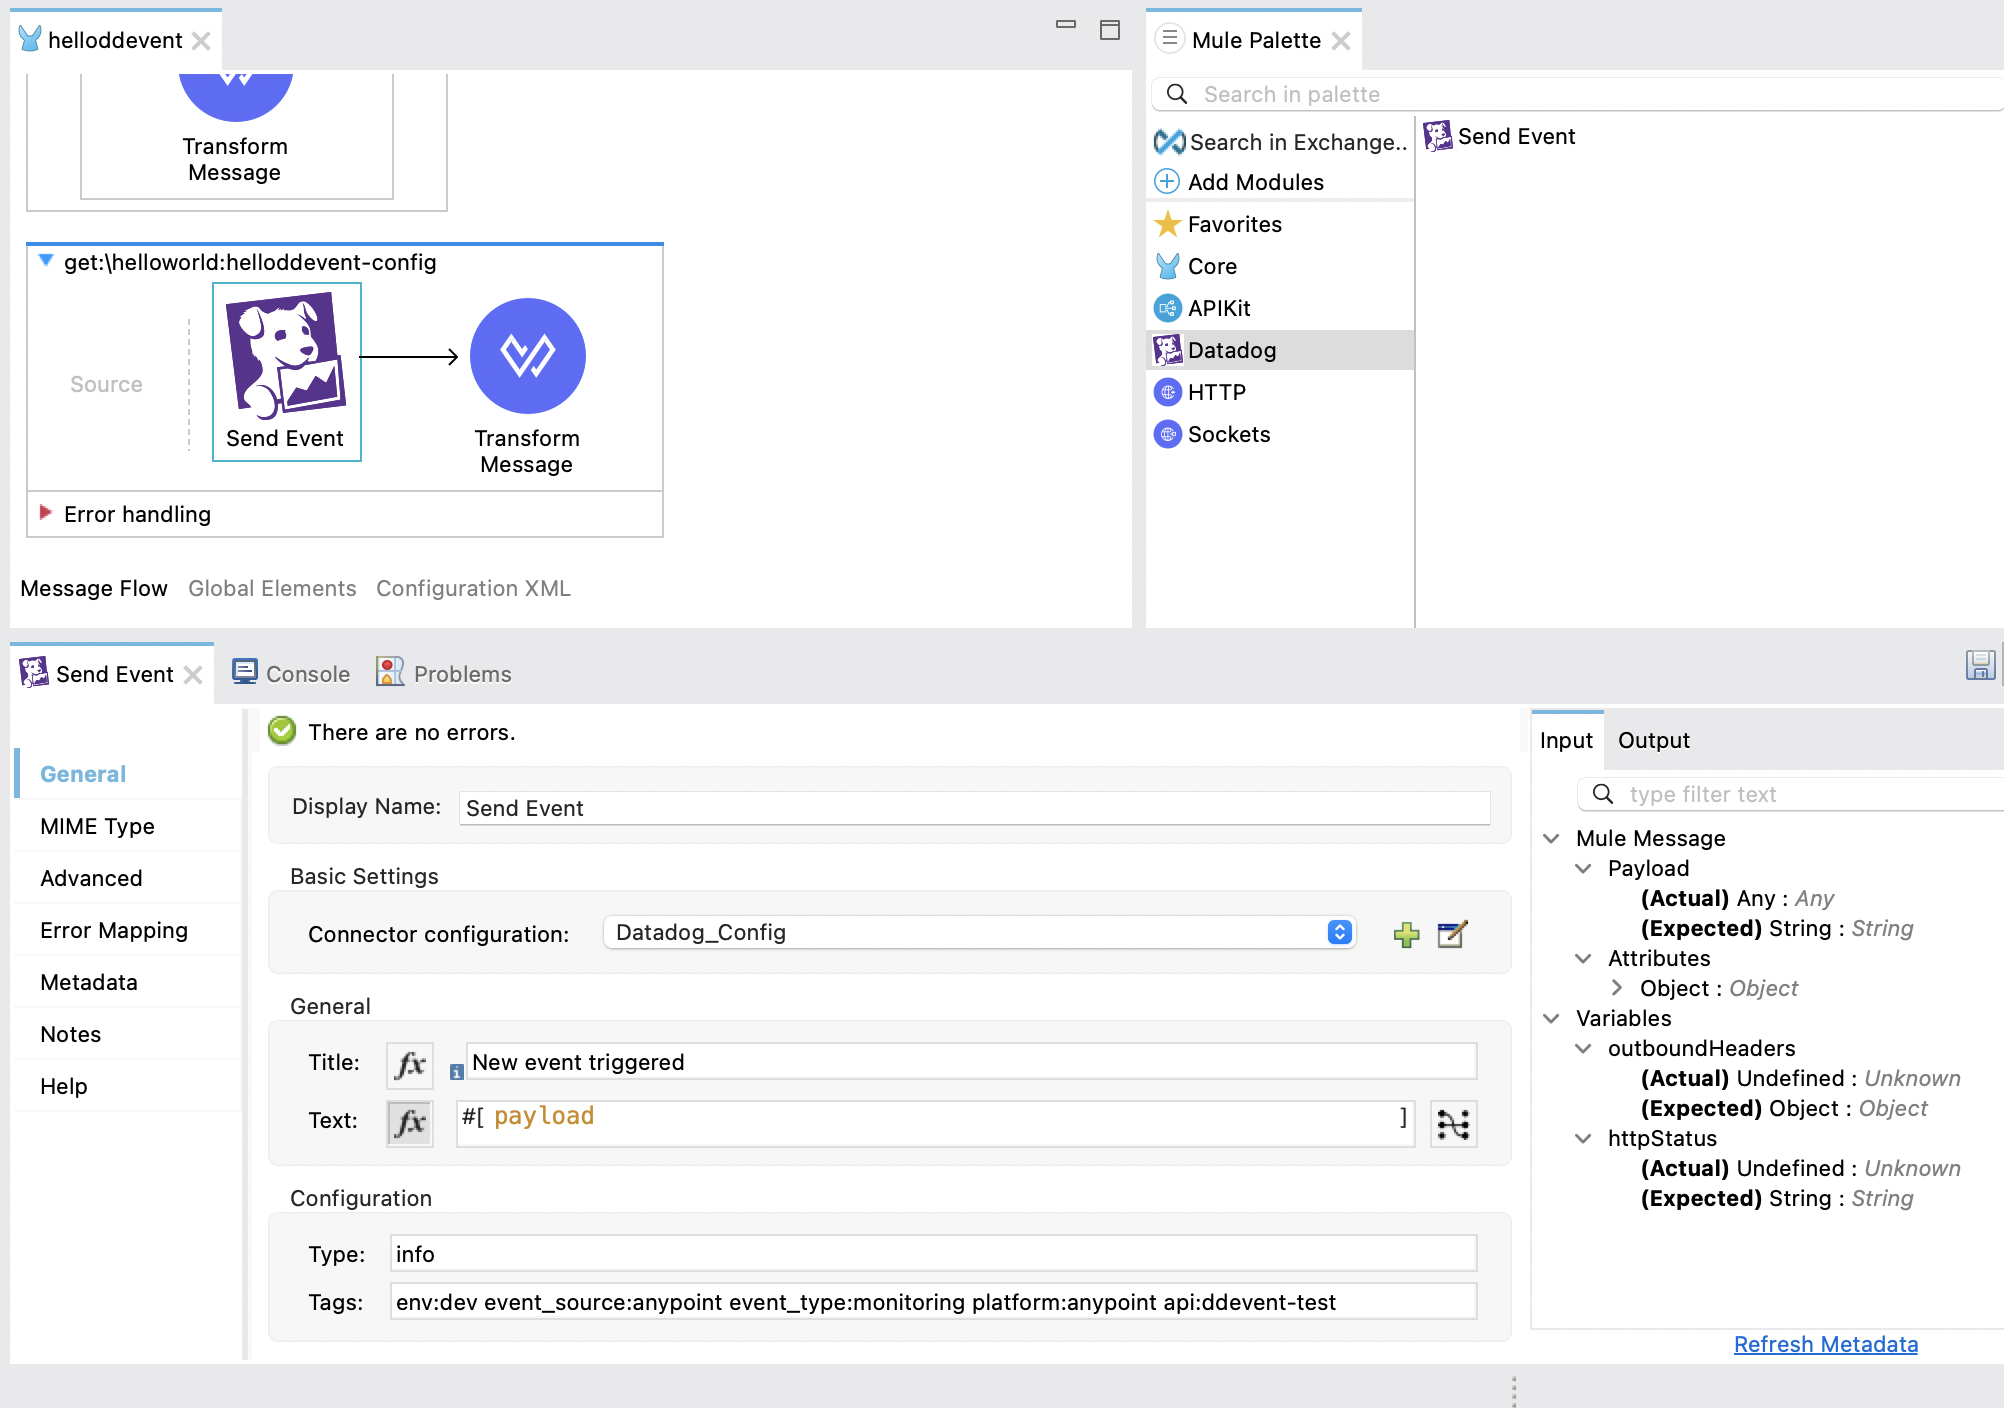 helloddevent
Transform
Message
get:\helloworld:helloddevent-config
Source
Send Event
Transform
Message
Error handling
Message Flow
Global Elements
Configuration XML
Mule Palette
Search in palette
Search in Exchange..
Add Modules
Favorites
Core
APIKit
Datadog
HTTP
Sockets
Send Event
Send Event
Console
Problems
General
MIME Type
Advanced
Error Mapping
Metadata
Notes
Help
There are no errors.
Display Name: Send Event
Basic Settings
Connector configuration: Datadog_Config
General
Title: fx New event triggered
Text: fx #[ payload ]
Configuration
Type: info
Tags: env:dev event_source:anypoint event_type:monitoring platform:anypoint api:ddevent-test
Input
Output
type filter text
Mule Message
Payload
(Actual) Any : Any
(Expected) String : String
Attributes
Object : Object
Variables
outboundHeaders
(Actual) Undefined : Unknown
(Expected) Object : Object
httpStatus
(Actual) Undefined : Unknown
(Expected) String : String
Refresh Metadata